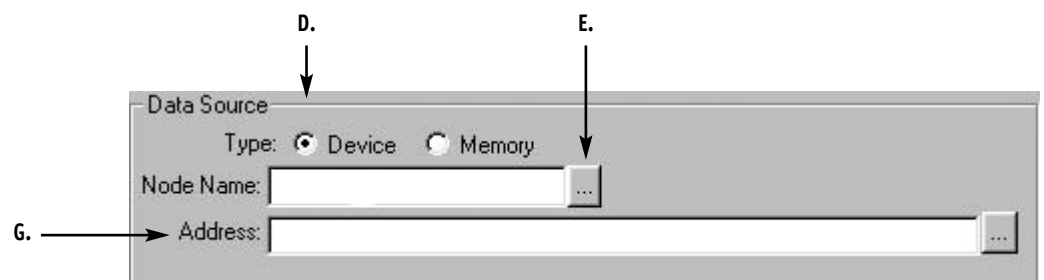 D. E.
Data Source
Type: Device Memory
Node Name: ...
G. Address: ...